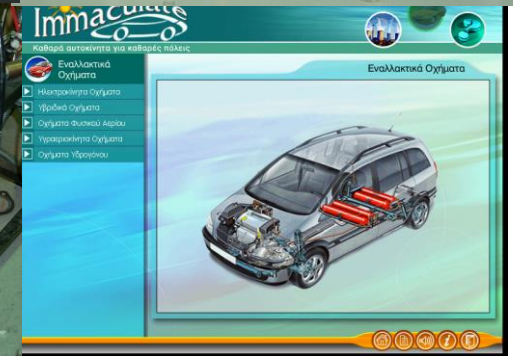 Immaculate
Καθαρά αυτοκίνητα για καθαρές πόλεις
Εναλλακτικά
Οχήματα
Εναλλακτικά Οχήματα
Ηλεκτροκίνητα Οχήματα
Υβριδικά Οχήματα
Οχήματα Φυσικού Αερίου
Υγραεριοκίνητα Οχήματα
Οχήματα Υδρογόνου